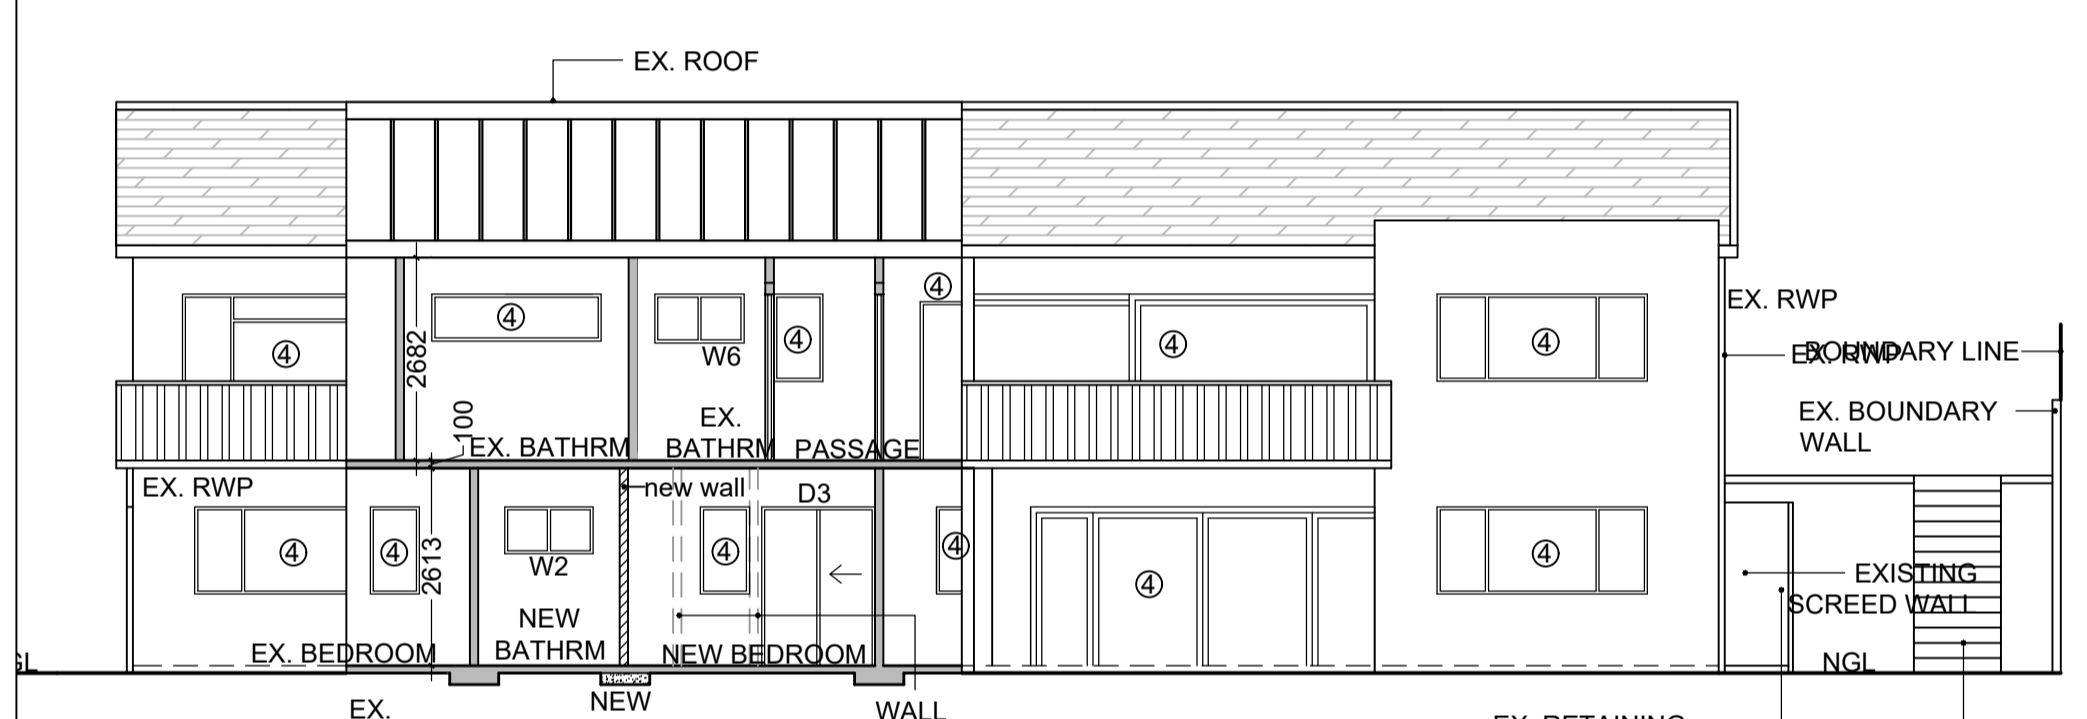 EX. ROOF
EX. RWP
EX. RWP
BOUNDARY LINE
EX. BOUNDARY
WALL
4
4
4
4
4
4
2682
W6
100
EX. BATHRM
EX.
BATHRM
PASSAGE
EX. RWP
new wall
D3
4
4
4
4
4
4
2613
W2
NEW
BATHRM
EX. BEDROOM
NEW BEDROOM
EXISTING
SCREED WALL
NGL
EX.
NEW
WALL
EX. RETAINING